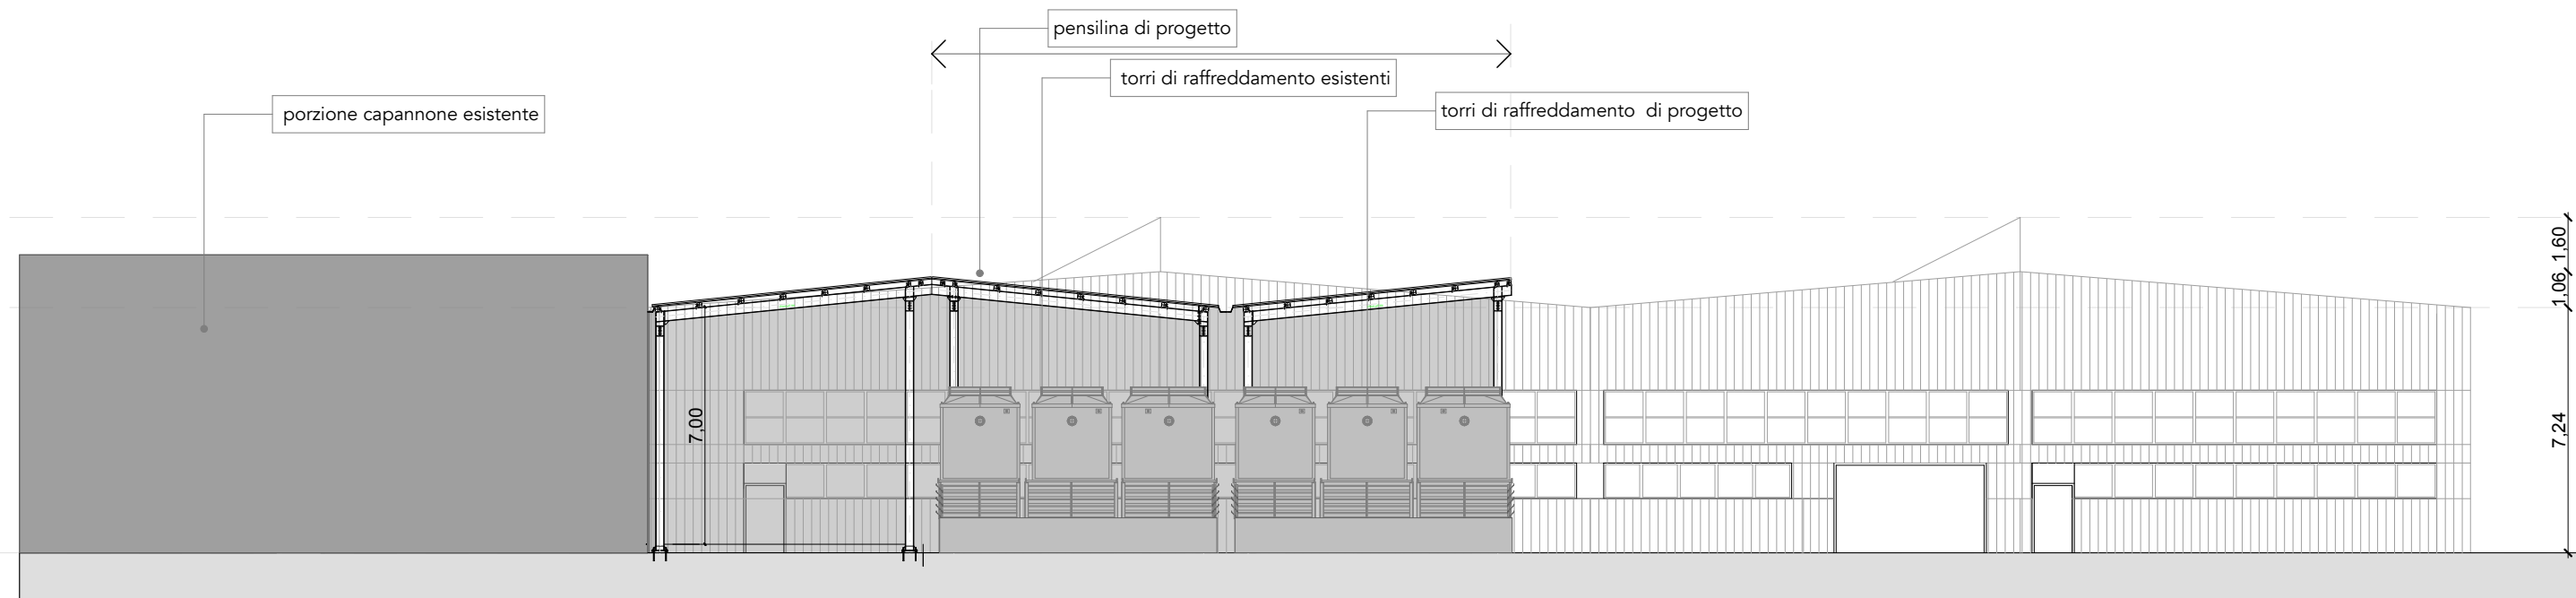 pensilina di progetto
torri di raffreddamento esistenti
torri di raffreddamento di progetto
porzione capannone esistente
1,60
1,06
7,00
7,24